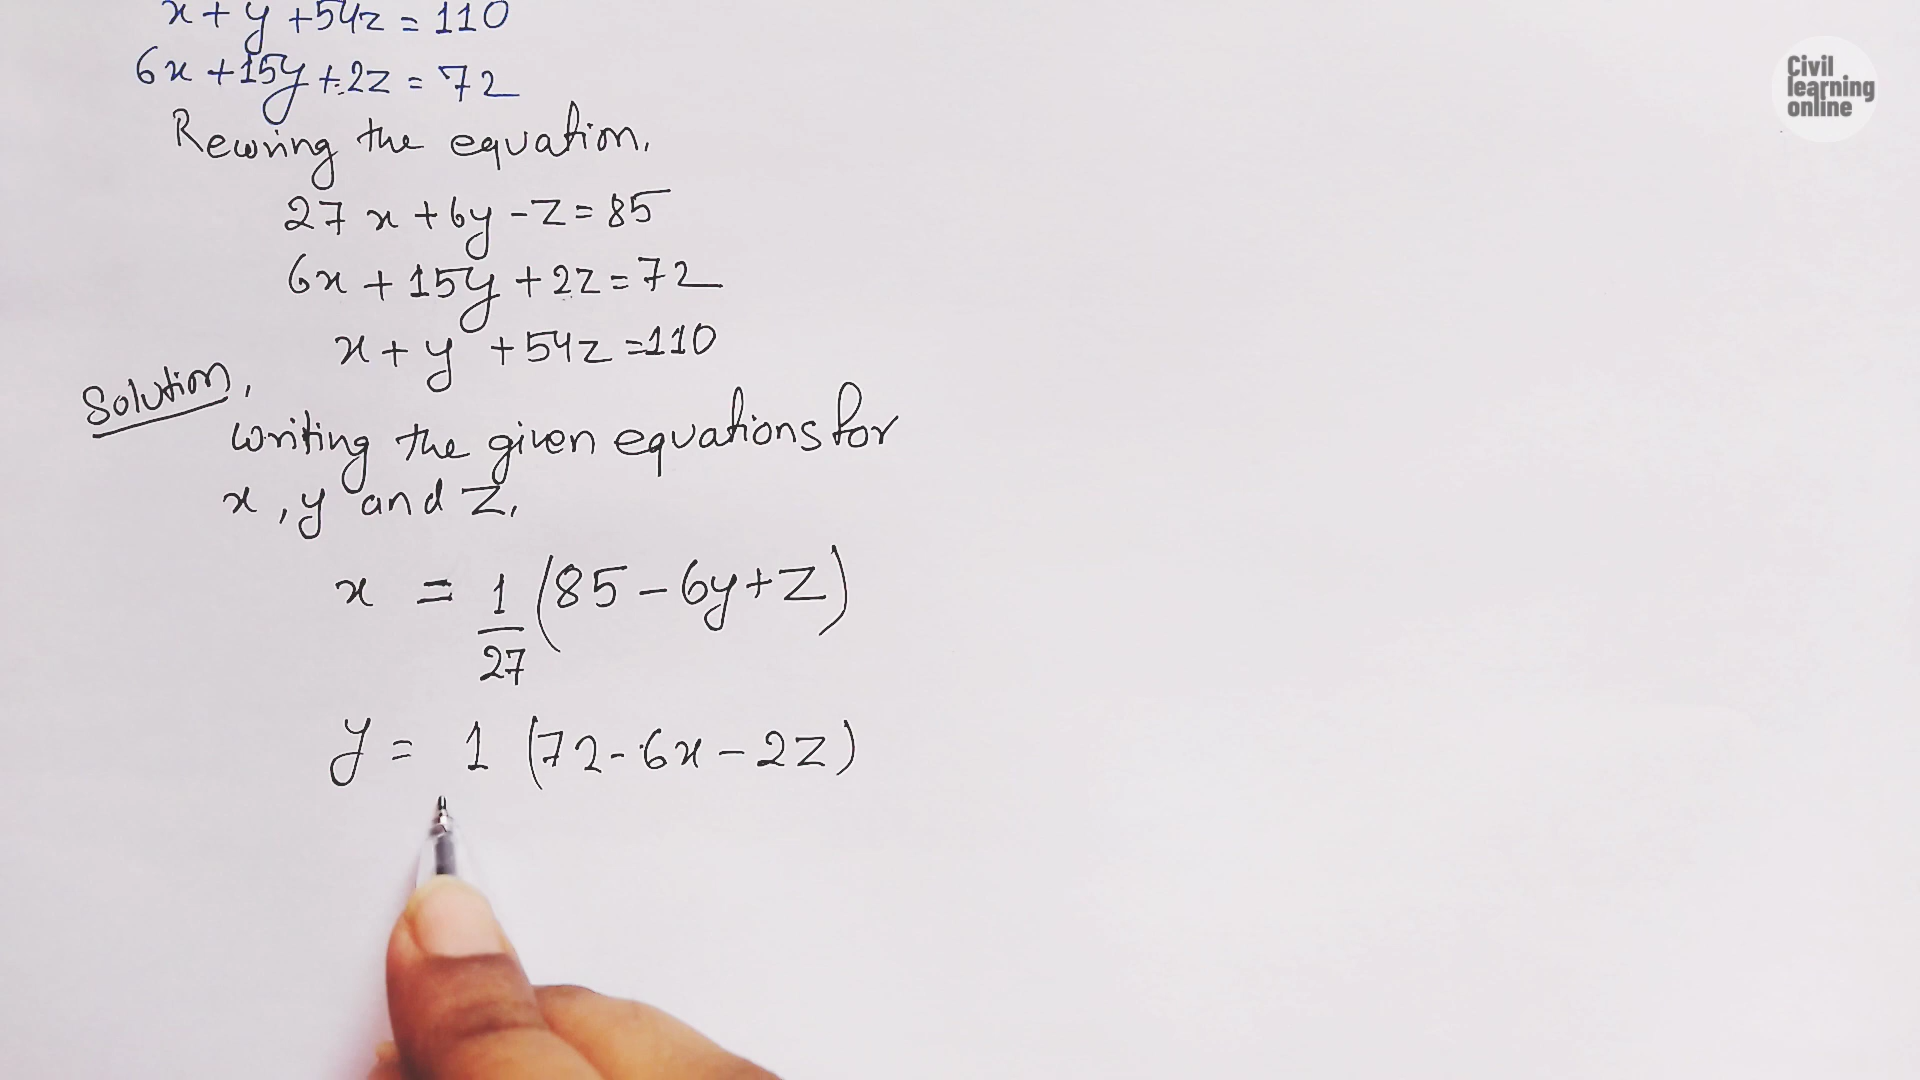 x + y + 54z = 110
6x + 15y + 2z = 72
Rewring the equation,
27x + 6y - z = 85
6x + 15y + 2z = 72
x + y + 54z = 110
Solution,
writing the given equations for
x, y and z,
x = 1/27 (85 - 6y + z)
y = 1 (72 - 6x - 2z)
Civil
learning
online